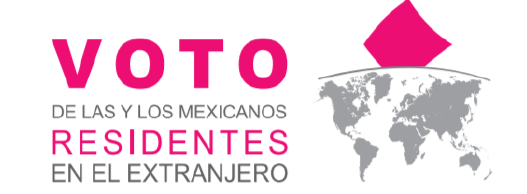 VOTO
DE LAS Y LOS MEXICANOS
RESIDENTES
EN EL EXTRANJERO